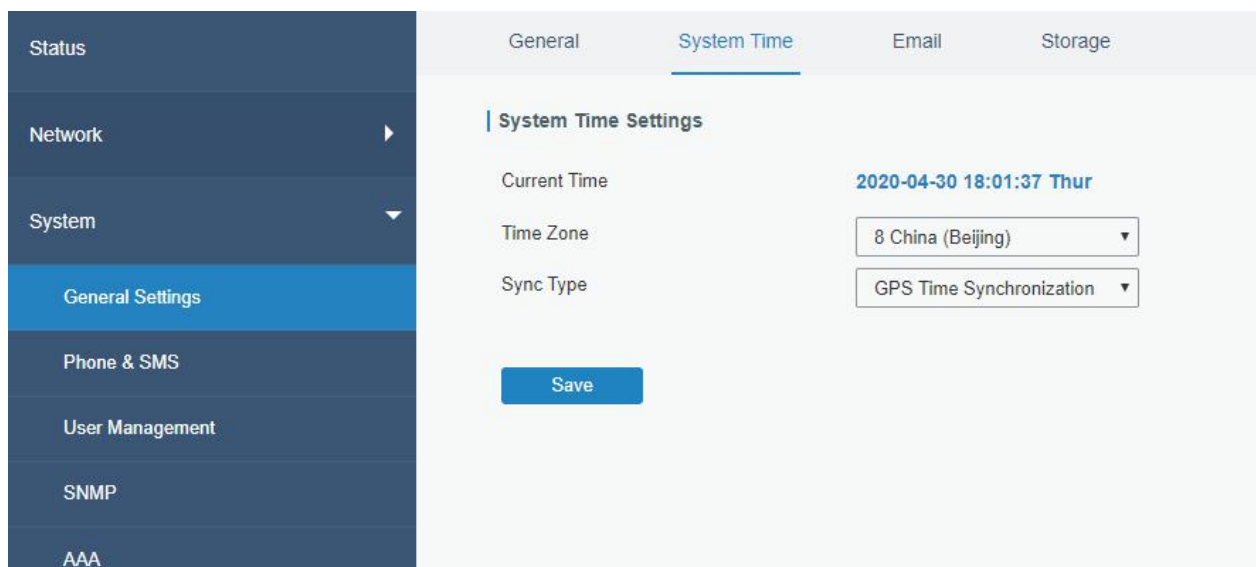 Status
General
System Time
Email
Storage
Network
System Time Settings
Current Time
2020-04-30 18:01:37 Thur
System
Time Zone
8 China (Beijing)
Sync Type
GPS Time Synchronization
General Settings
Phone & SMS
Save
User Management
SNMP
AAA